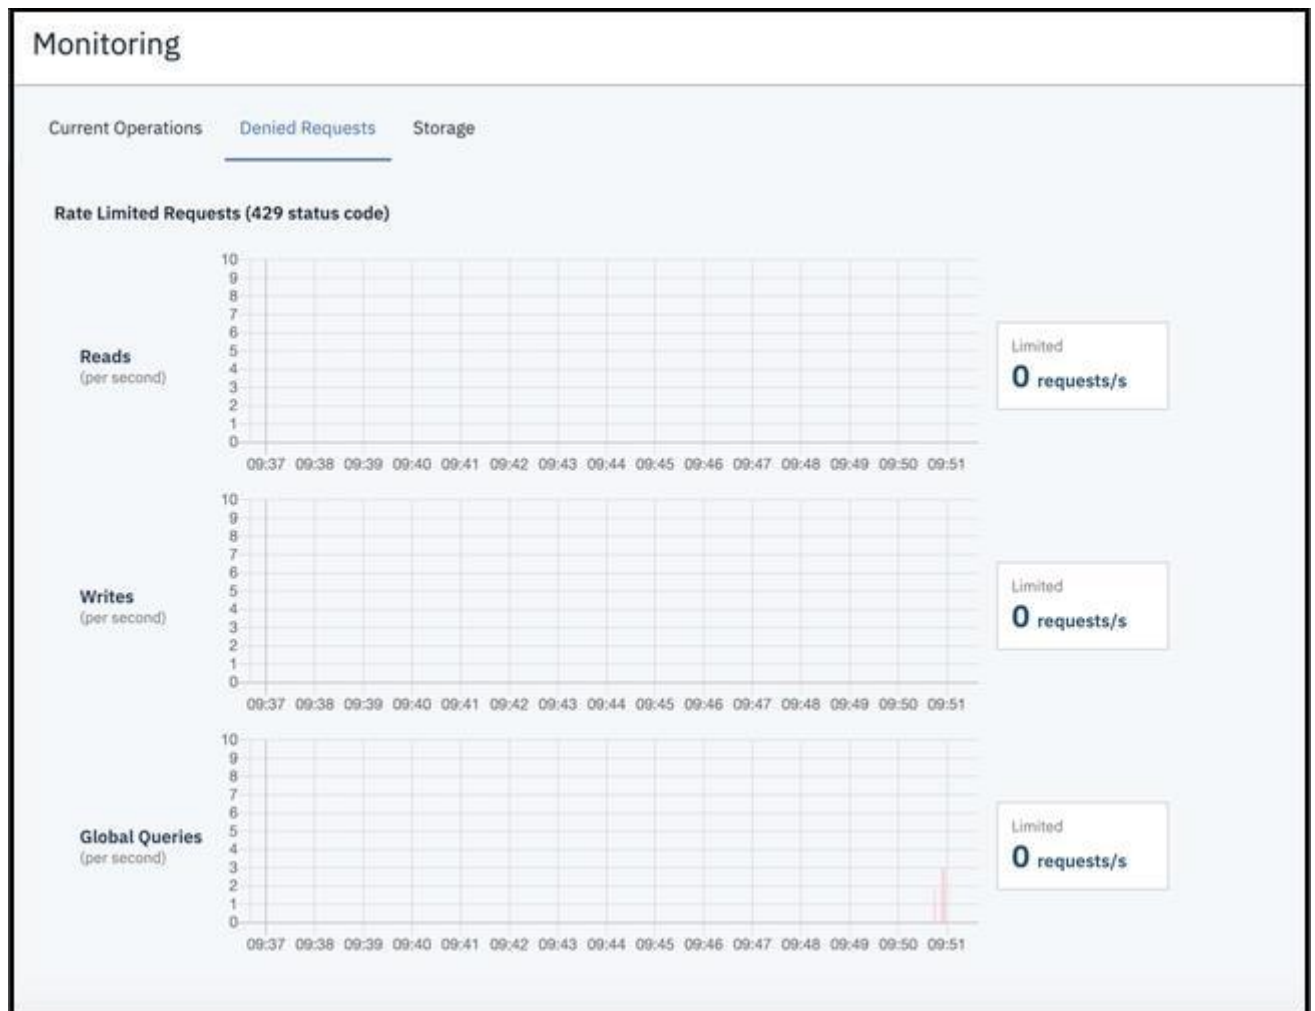 Monitoring
Current Operations Denied Requests Storage
Rate Limited Requests (429 status code)
10
9
8
7
6
5
4
3
2
1
0
Reads
(per second)
09:37 09:38 09:39 09:40 09:41 09:42 09:43 09:44 09:45 09:46 09:47 09:48 09:49 09:50 09:51
Limited
0 requests/s
10
9
8
7
6
5
4
3
2
1
0
Writes
(per second)
09:37 09:38 09:39 09:40 09:41 09:42 09:43 09:44 09:45 09:46 09:47 09:48 09:49 09:50 09:51
Limited
0 requests/s
10
9
8
7
6
5
4
3
2
1
0
Global Queries
(per second)
09:37 09:38 09:39 09:40 09:41 09:42 09:43 09:44 09:45 09:46 09:47 09:48 09:49 09:50 09:51
Limited
0 requests/s